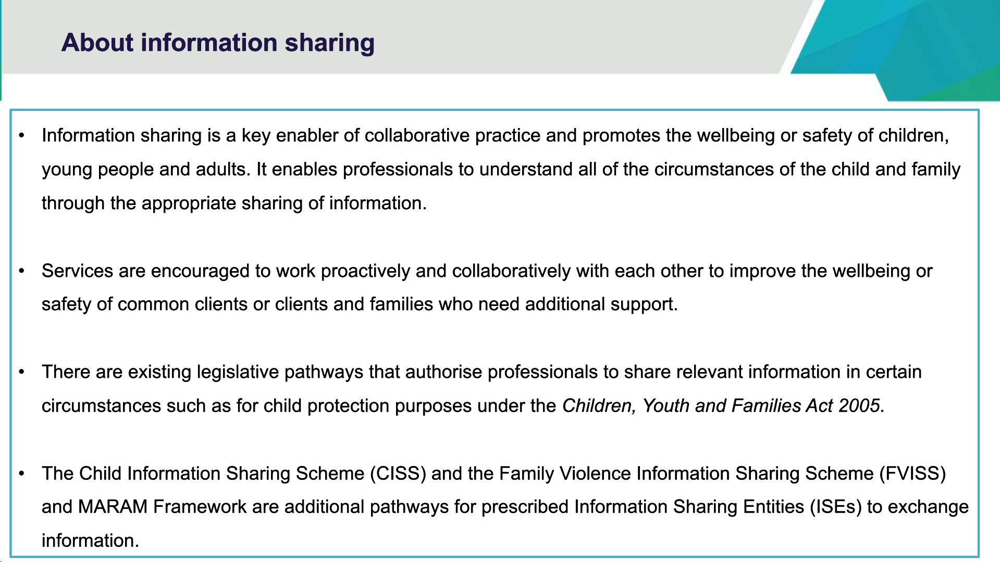 About information sharing
• Information sharing is a key enabler of collaborative practice and promotes the wellbeing or safety of children,
young people and adults. It enables professionals to understand all of the circumstances of the child and family
through the appropriate sharing of information.
• Services are encouraged to work proactively and collaboratively with each other to improve the wellbeing or
safety of common clients or clients and families who need additional support.
• There are existing legislative pathways that authorise professionals to share relevant information in certain
circumstances such as for child protection purposes under the Children, Youth and Families Act 2005.
• The Child Information Sharing Scheme (CISS) and the Family Violence Information Sharing Scheme (FVISS)
and MARAM Framework are additional pathways for prescribed Information Sharing Entities (ISEs) to exchange
information.